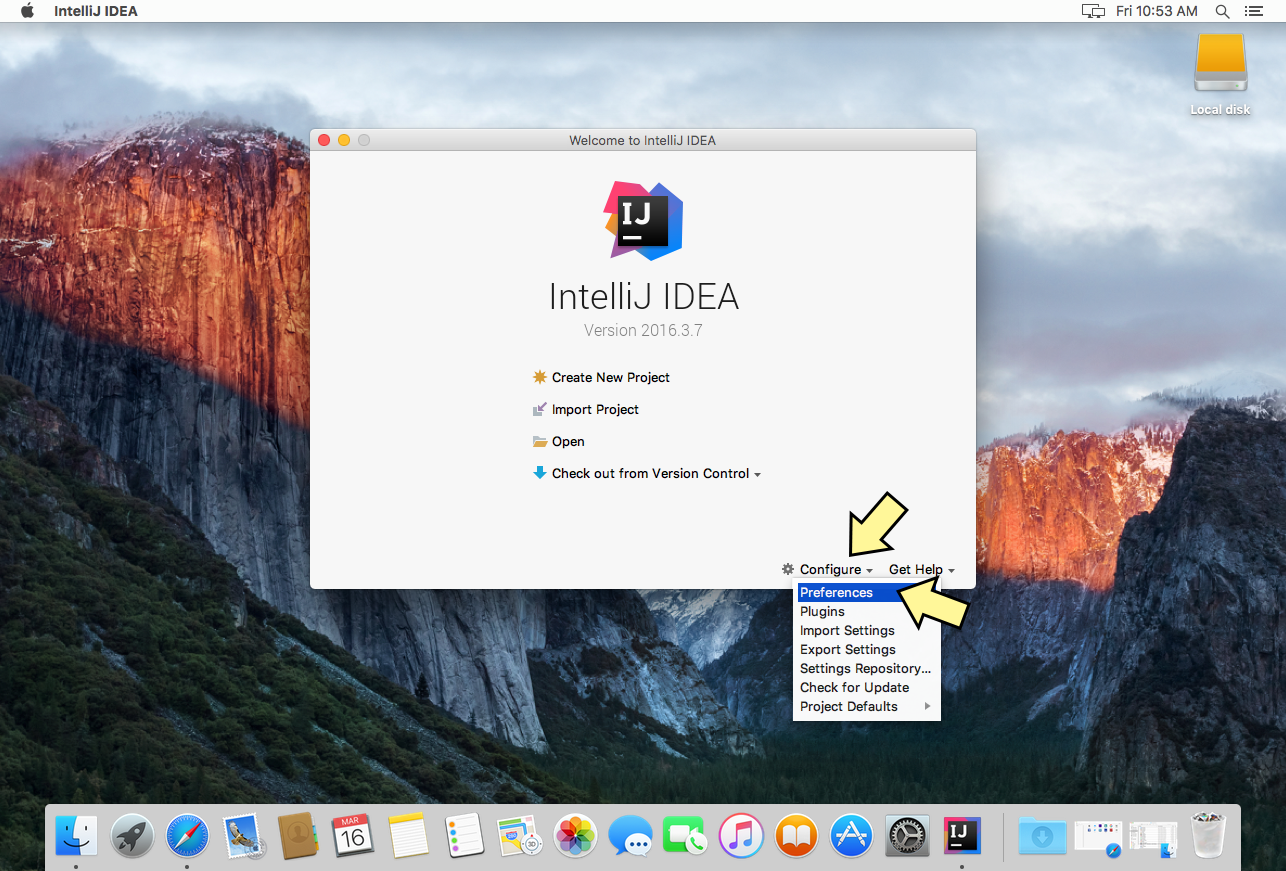 IntelliJ IDEA
Fri 10:53 AM
Local disk
Welcome to IntelliJ IDEA
IJ
IntelliJ IDEA
Version 2016.3.7
Create New Project
Import Project
Open
Check out from Version Control
Configure
Get Help
Preferences
Plugins
Import Settings
Export Settings
Settings Repository...
Check for Update
Project Defaults
MAR
16
3D
IJ